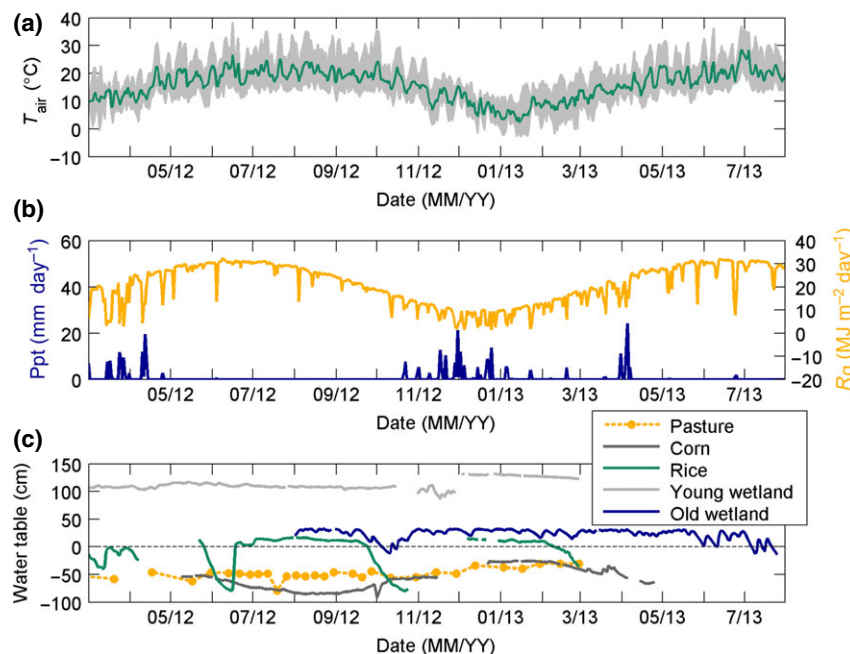 (a)
T air (°C)
40
30
20
10
0
−10
05/12 07/12 09/12 11/12 01/13 3/13 05/13 7/13
Date (MM/YY)
(b)
Ppt (mm day−1)
60
40
20
0
Rg (MJ m−2 day−1)
40
30
20
10
0
−10
−20
05/12 07/12 09/12 11/12 01/13 3/13 05/13 7/13
Date (MM/YY)
(c)
Pasture
Corn
Rice
Young wetland
Old wetland
Water table (cm)
150
100
50
0
−50
−100
05/12 07/12 09/12 11/12 01/13 3/13 05/13 7/13
Date (MM/YY)